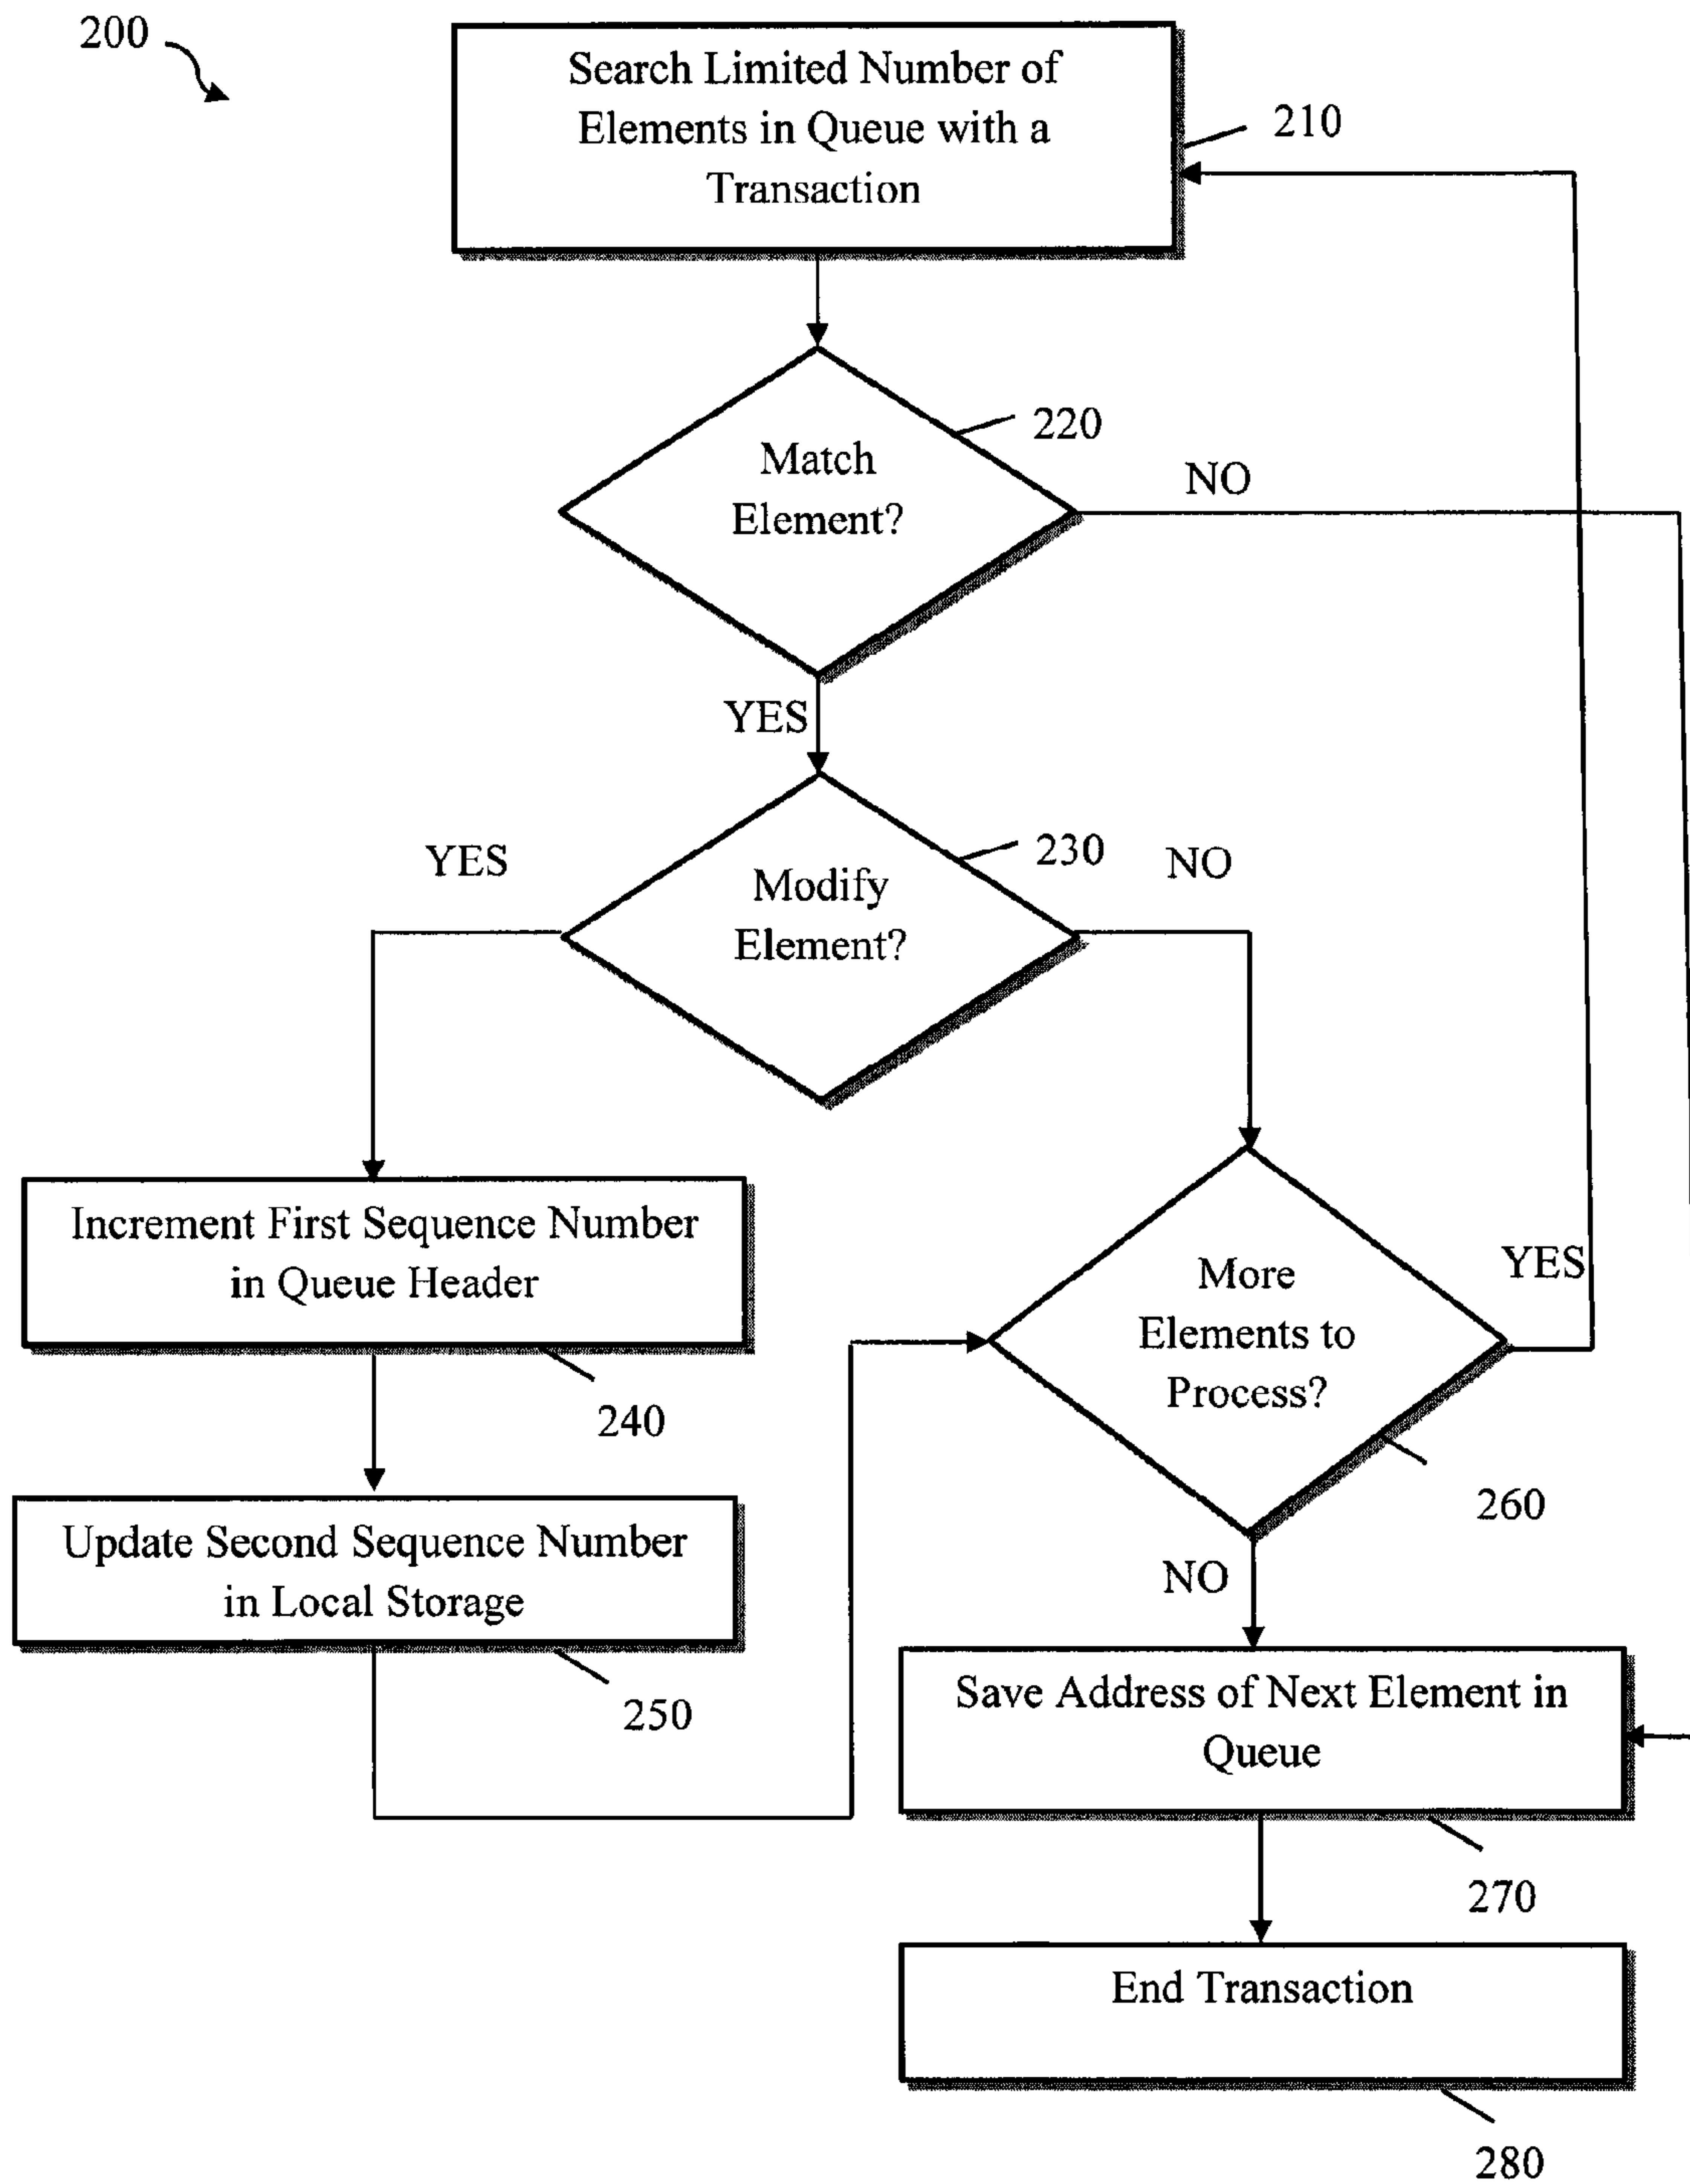 200
Search Limited Number of
Elements in Queue with a
Transaction
210
Match
Element?
220
NO
YES
Modify
Element?
230
YES
NO
Increment First Sequence Number
in Queue Header
240
Update Second Sequence Number
in Local Storage
250
More
Elements to
Process?
YES
260
NO
Save Address of Next Element in
Queue
270
End Transaction
280